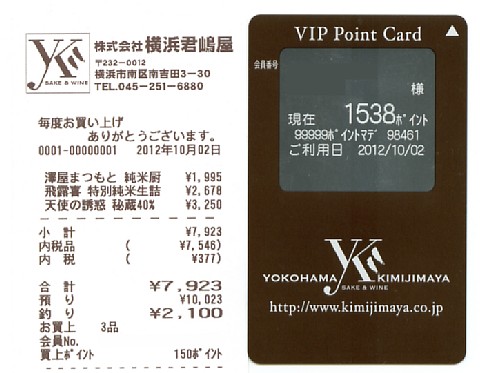 YK
SAKE & WINE
株式会社 横浜君嶋屋
〒232-0012
横浜市南区南吉田3-30
TEL.045-251-6880
毎度お買い上げ
ありがとうございます。
0001-00000001 2012年10月02日
澤屋まつもと 純米厨 ¥1,995
飛露喜 特別純米生詰 ¥2,678
天使の誘惑 秘蔵40% ¥3,250
小 計 ¥7,923
内税品 ( ¥7,546)
内 税 ( ¥377)
合 計 ¥7,923
預 り ¥10,023
釣 り ¥2,100
お買上 3品
会員No.
買上ポイント 150ポイント
VIP Point Card
会員番号
様
現在 1538ポイント
99999ポイントマデ 98461
ご利用日 2012/10/02
YK
YOKOHAMA KIMIJIMAYA
SAKE & WINE
http://www.kimijimaya.co.jp